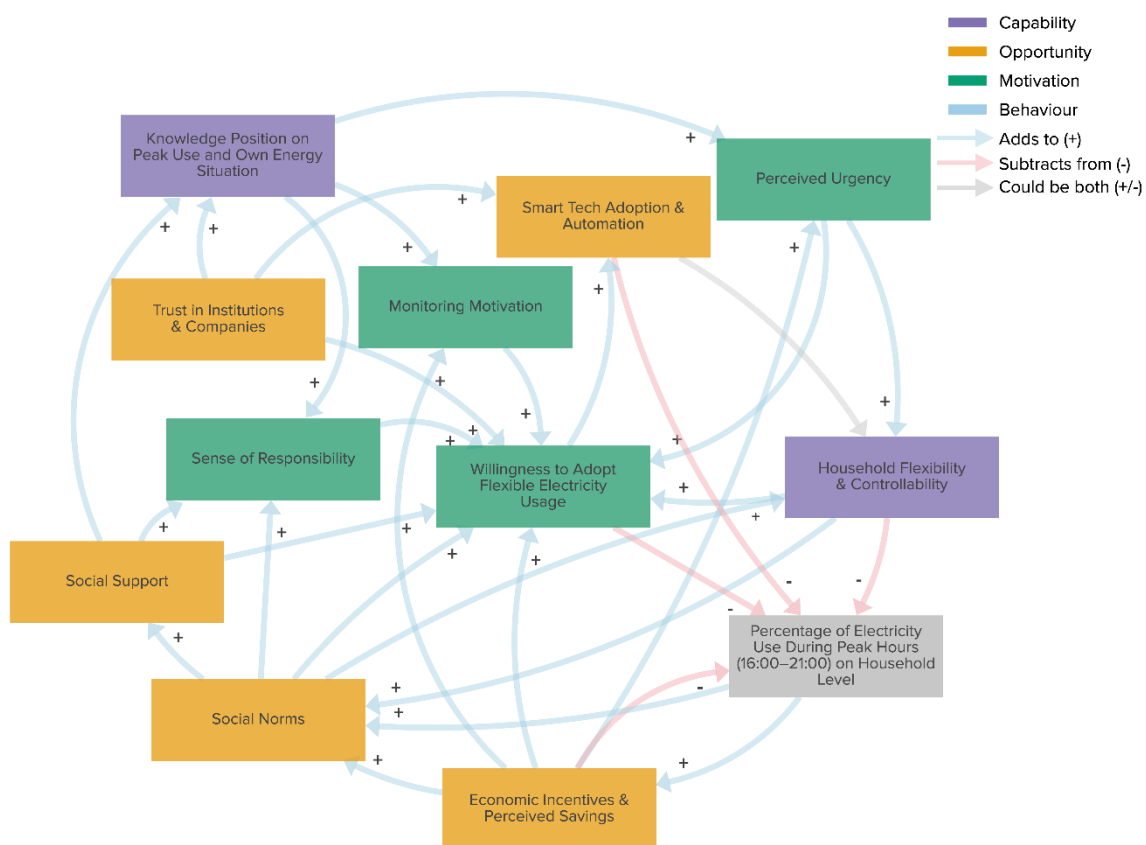 Capability
Opportunity
Motivation
Behaviour
Adds to (+)
Subtracts from (-)
Could be both (+/-)
Knowledge Position on
Peak Use and Own Energy
Situation
+
Perceived Urgency
Smart Tech Adoption &
Automation
+
+
+
+
+
Trust in Institutions
& Companies
Monitoring Motivation
+
+
+
+
+
+
Sense of Responsibility
+
+
+
Willingness to Adopt
Flexible Electricity
Usage
Household Flexibility
& Controllability
+
+
+
+
+
+
+
Social Support
-
-
-
Percentage of Electricity
Use During Peak Hours
(16:00–21:00) on Household
Level
+
+
-
+
Social Norms
+
+
Economic Incentives &
Perceived Savings